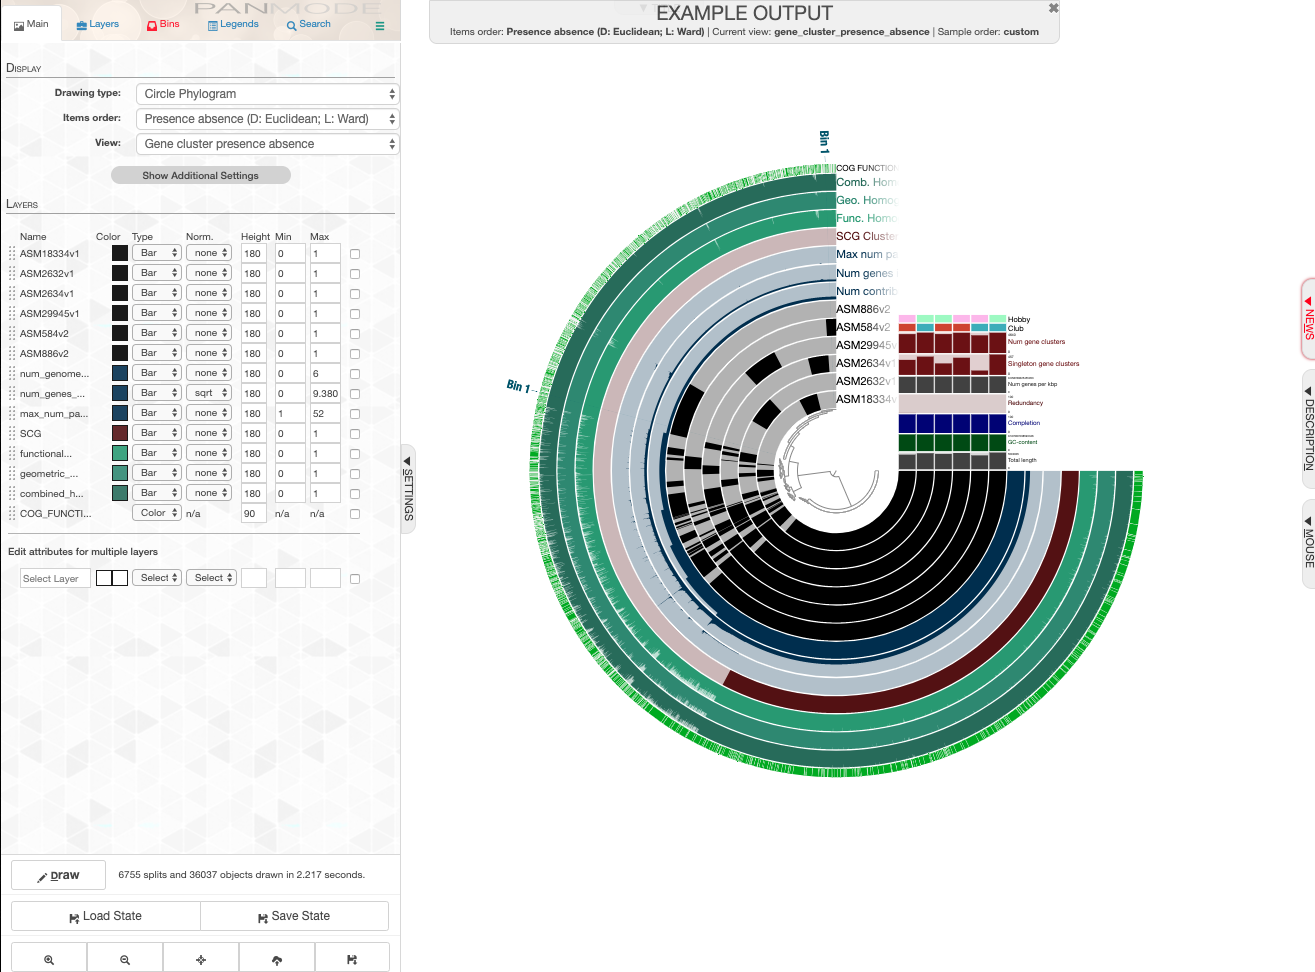 PANMODE
Main
Layers
Bins
Legends
Search
DISPLAY
Drawing type: Circle Phylogram
Items order: Presence absence (D: Euclidean; L: Ward)
View: Gene cluster presence absence
Show Additional Settings
LAYERS
Name Color Type Norm. Height Min Max
ASM18334v1 Bar none 180 0 1
ASM2632v1 Bar none 180 0 1
ASM2634v1 Bar none 180 0 1
ASM29945v1 Bar none 180 0 1
ASM584v2 Bar none 180 0 1
ASM886v2 Bar none 180 0 1
num_genome... Bar none 180 0 6
num_genes_... Bar sqrt 180 0 9.380
max_num_pa... Bar none 180 1 52
SCG Bar none 180 0 1
functional... Bar none 180 0 1
geometric_... Bar none 180 0 1
combined_h... Bar none 180 0 1
COG_FUNCTI... Color n/a 90 n/a n/a
Edit attributes for multiple layers
Select Layer Select Select
Draw
6755 splits and 36037 objects drawn in 2.217 seconds.
Load State
Save State
SETTINGS
EXAMPLE OUTPUT
Items order: Presence absence (D: Euclidean; L: Ward) | Current view: gene_cluster_presence_absence | Sample order: custom
Bin 1
Bin 1
COG FUNCTION
Comb. Hom
Geo. Homo
Func. Homo
SCG Cluste
Max num pa
Num genes
Num contrib
ASM886v2
ASM584v2
ASM29945v
ASM2634v1
ASM2632v1
ASM18334v
Hobby
Club
Num gene clusters
Singleton gene clusters
Num genes per kbp
Redundancy
Completion
GC-content
Total length
NEWS
DESCRIPTION
MOUSE